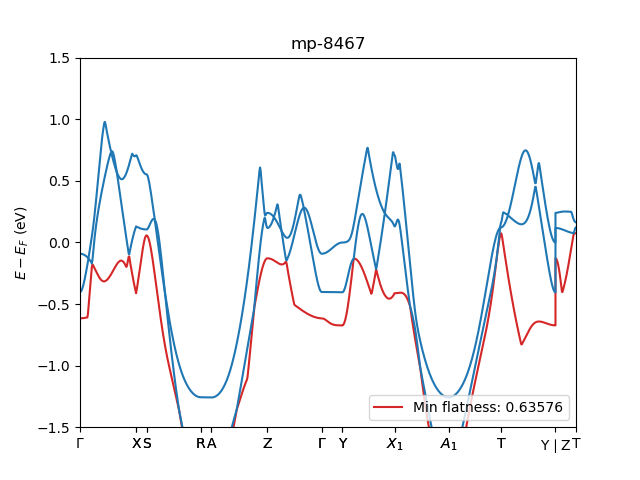 mp-8467
1.5
1.0
0.5
0.0
−0.5
−1.0
−1.5
E − E_F (eV)
Min flatness: 0.63576
Γ X S R A Z Γ Y X_1 A_1 T Y | Z T